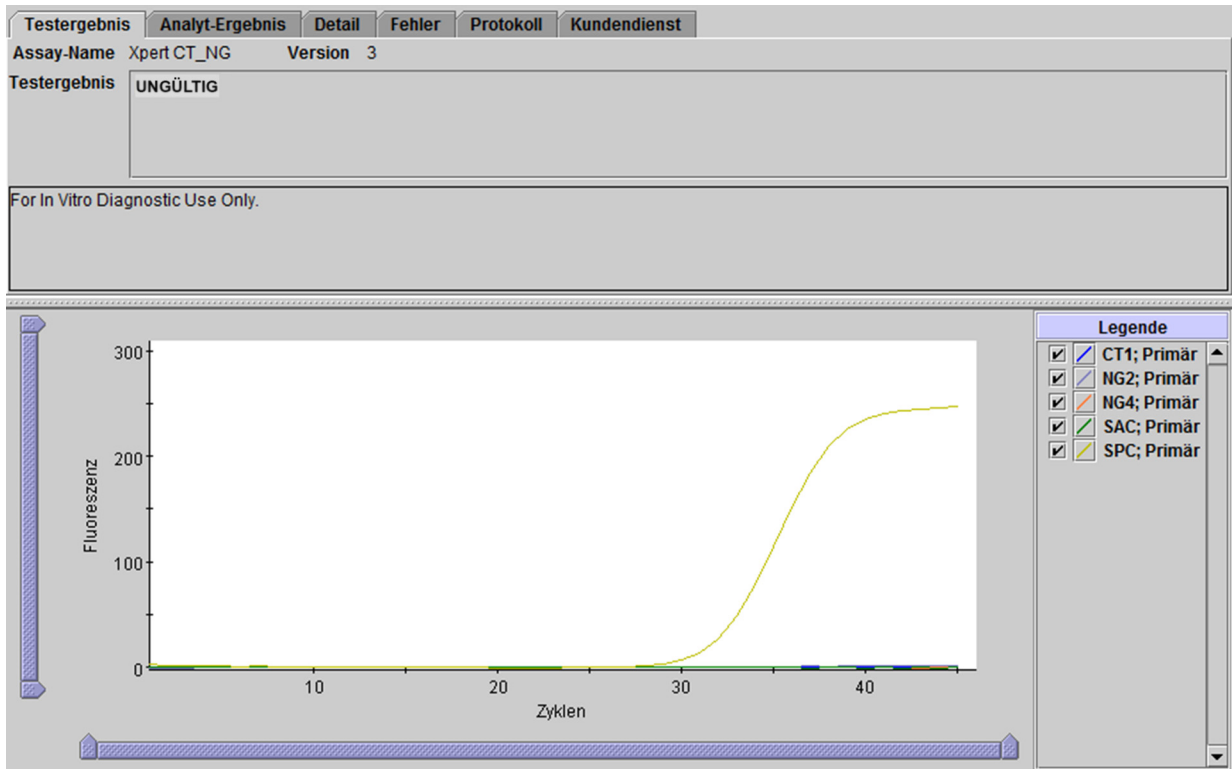 Testergebnis Analyt-Ergebnis Detail Fehler Protokoll Kundendienst
Assay-Name Xpert CT_NG Version 3
Testergebnis UNGÜLTIG
For In Vitro Diagnostic Use Only.
Legende
CT1; Primär
NG2; Primär
NG4; Primär
SAC; Primär
SPC; Primär
300
200
100
0
Fluoreszenz
10 20 30 40
Zyklen